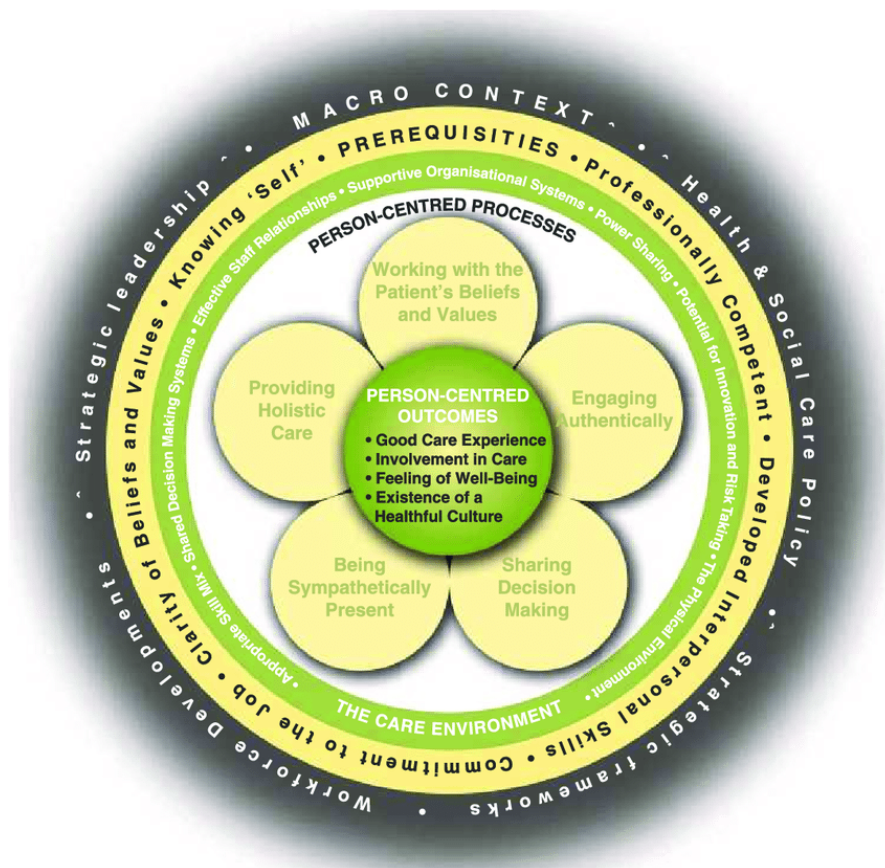 MACRO CONTEXT
Health & Social Care Policy
Strategic frameworks
Workforce Developments
Strategic leadership
PREREQUISITIES • Professionally Competent • Developed Interpersonal Skills • Commitment to the Job • Clarity of Beliefs and Values • Knowing ‘Self’ •
THE CARE ENVIRONMENT
• Appropriate Skill Mix • Shared Decision Making Systems • Effective Staff Relationships • Supportive Organisational Systems • Power Sharing • Potential for Innovation and Risk Taking • The Physical Environment •
PERSON-CENTRED PROCESSES
Working with the
Patient’s Beliefs
and Values
Engaging
Authentically
Sharing
Decision
Making
Being
Sympathetically
Present
Providing
Holistic
Care
PERSON-CENTRED
OUTCOMES
• Good Care Experience
• Involvement in Care
• Feeling of Well-Being
• Existence of a
Healthful Culture